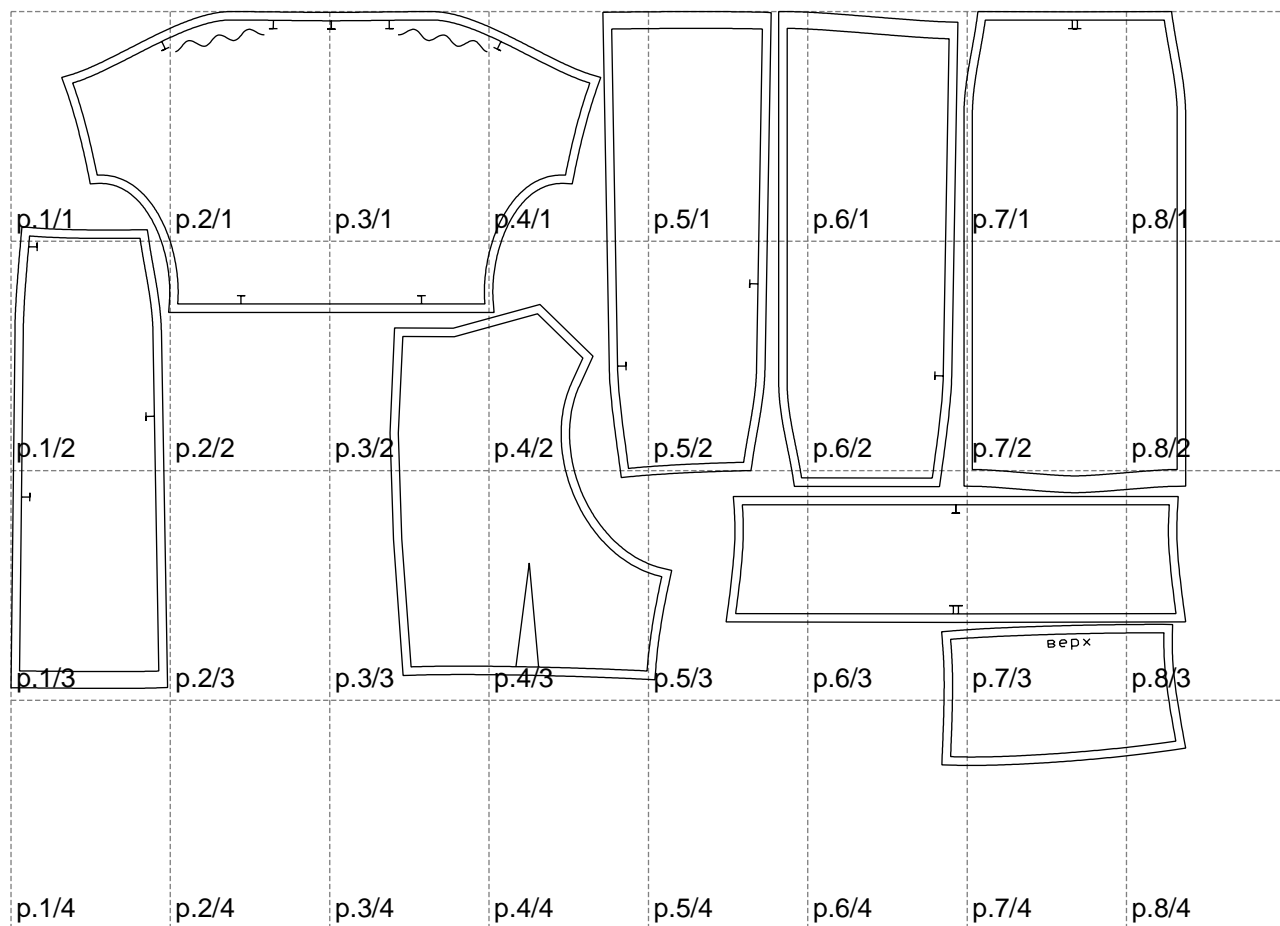 p.1/1 p.2/1 p.3/1 p.4/1 p.5/1 p.6/1 p.7/1 p.8/1
p.1/2 p.2/2 p.3/2 p.4/2 p.5/2 p.6/2 p.7/2 p.8/2
верх
p.1/3 p.2/3 p.3/3 p.4/3 p.5/3 p.6/3 p.7/3 p.8/3
p.1/4 p.2/4 p.3/4 p.4/4 p.5/4 p.6/4 p.7/4 p.8/4